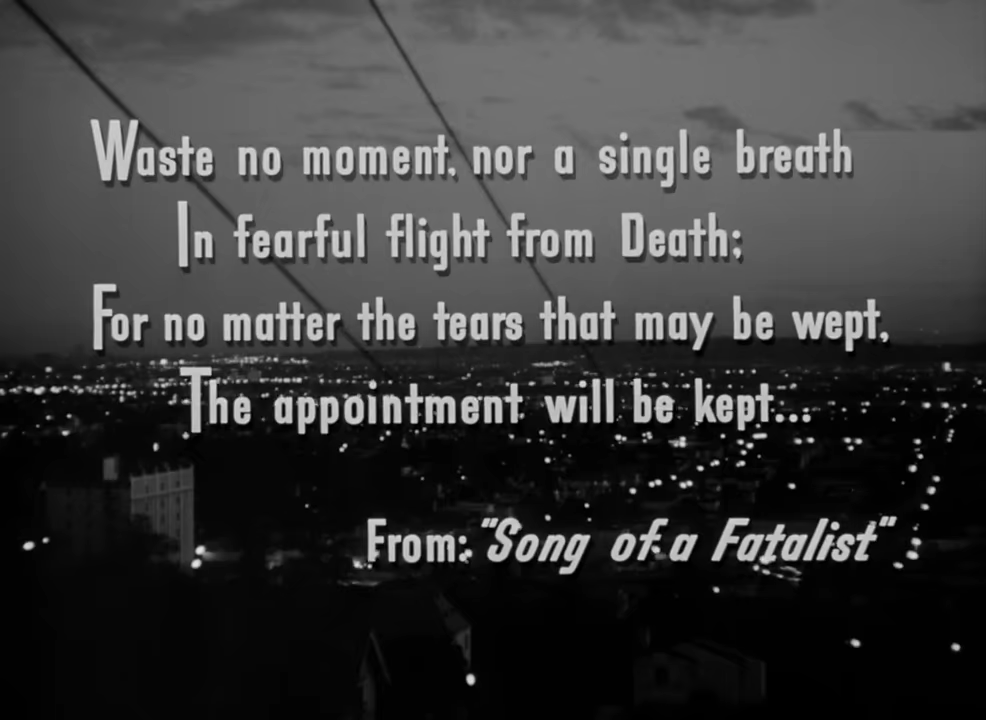 Waste no moment, nor a single breath
In fearful flight from Death;
For no matter the tears that may be wept,
The appointment will be kept...
From: "Song of a Fatalist"